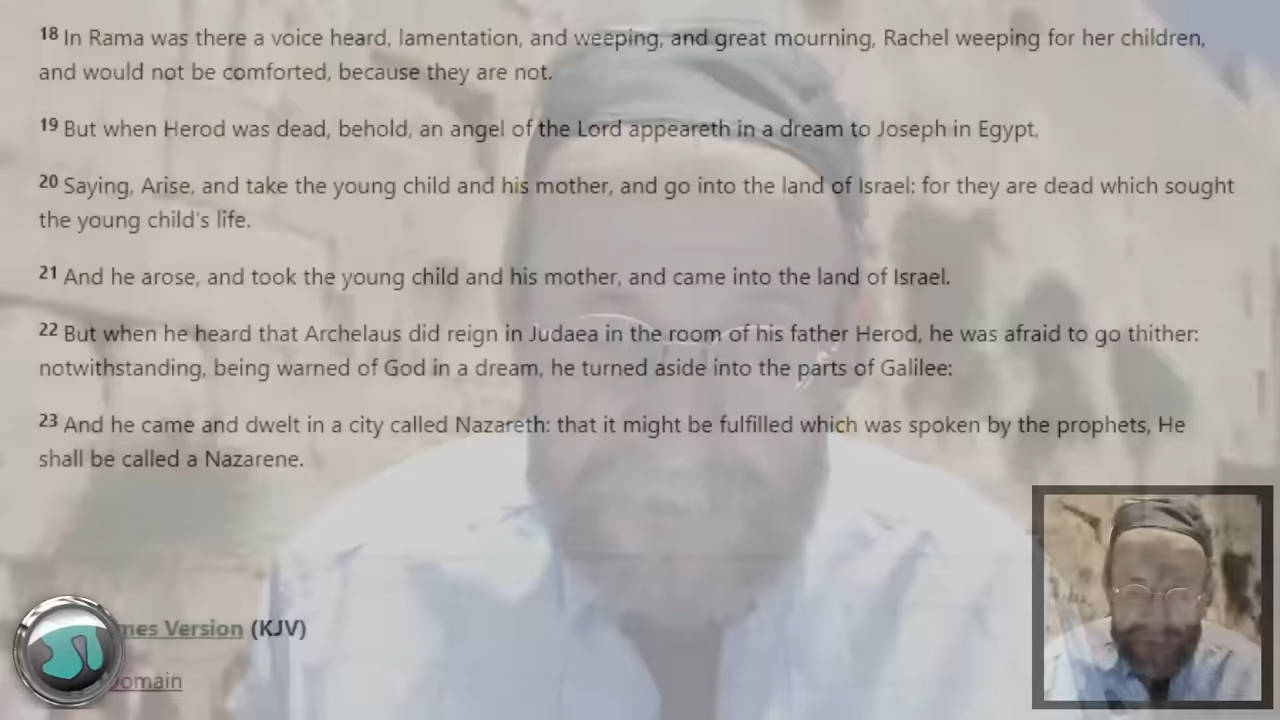 18 In Rama was there a voice heard, lamentation, and weeping, and great mourning, Rachel weeping for her children,
and would not be comforted, because they are not.
19 But when Herod was dead, behold, an angel of the Lord appeareth in a dream to Joseph in Egypt,
20 Saying, Arise, and take the young child and his mother, and go into the land of Israel: for they are dead which sought
the young child's life.
21 And he arose, and took the young child and his mother, and came into the land of Israel.
22 But when he heard that Archelaus did reign in Judaea in the room of his father Herod, he was afraid to go thither:
notwithstanding, being warned of God in a dream, he turned aside into the parts of Galilee:
23 And he came and dwelt in a city called Nazareth: that it might be fulfilled which was spoken by the prophets, He
shall be called a Nazarene.
mes Version (KJV)
omain